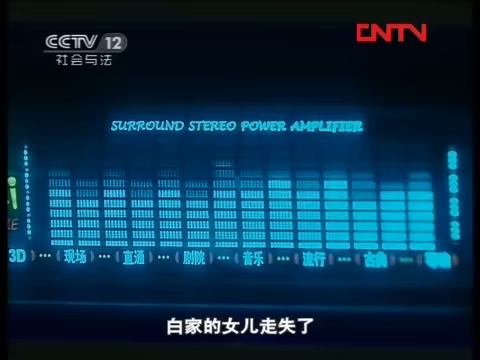 CCTV 12
CNTV
社会与法
SURROUND STEREO POWER AMPLIFIER
3D 现场 直通 剧院 音乐 流行 古典
白家的女儿走失了